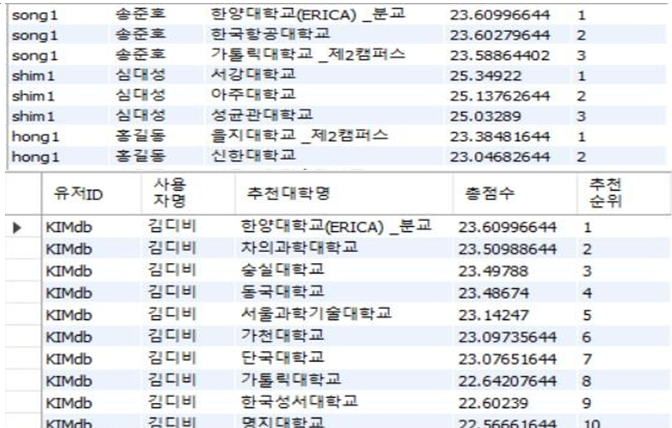 song1 송준호 한양대학교(ERICA) _분교 23.60996644 1
song1 송준호 한국항공대학교 23.60279644 2
song1 송준호 가톨릭대학교 _제2캠퍼스 23.58864402 3
shim1 심대성 서강대학교 25.34922 1
shim1 심대성 아주대학교 25.13762644 2
shim1 심대성 성균관대학교 25.03289 3
hong1 홍길동 을지대학교 _제2캠퍼스 23.38481644 1
hong1 홍길동 신한대학교 23.04682644 2
유저ID 사용자명 추천대학명 총점수 추천순위
KIMdb 김디비 한양대학교(ERICA) _분교 23.60996644 1
KIMdb 김디비 차의과학대학교 23.50988644 2
KIMdb 김디비 숭실대학교 23.49788 3
KIMdb 김디비 동국대학교 23.48674 4
KIMdb 김디비 서울과학기술대학교 23.14247 5
KIMdb 김디비 가천대학교 23.09735644 6
KIMdb 김디비 단국대학교 23.07651644 7
KIMdb 김디비 가톨릭대학교 22.64207644 8
KIMdb 김디비 한국성서대학교 22.60239 9
KIMdb 김디비 명지대학교 22.56661644 10